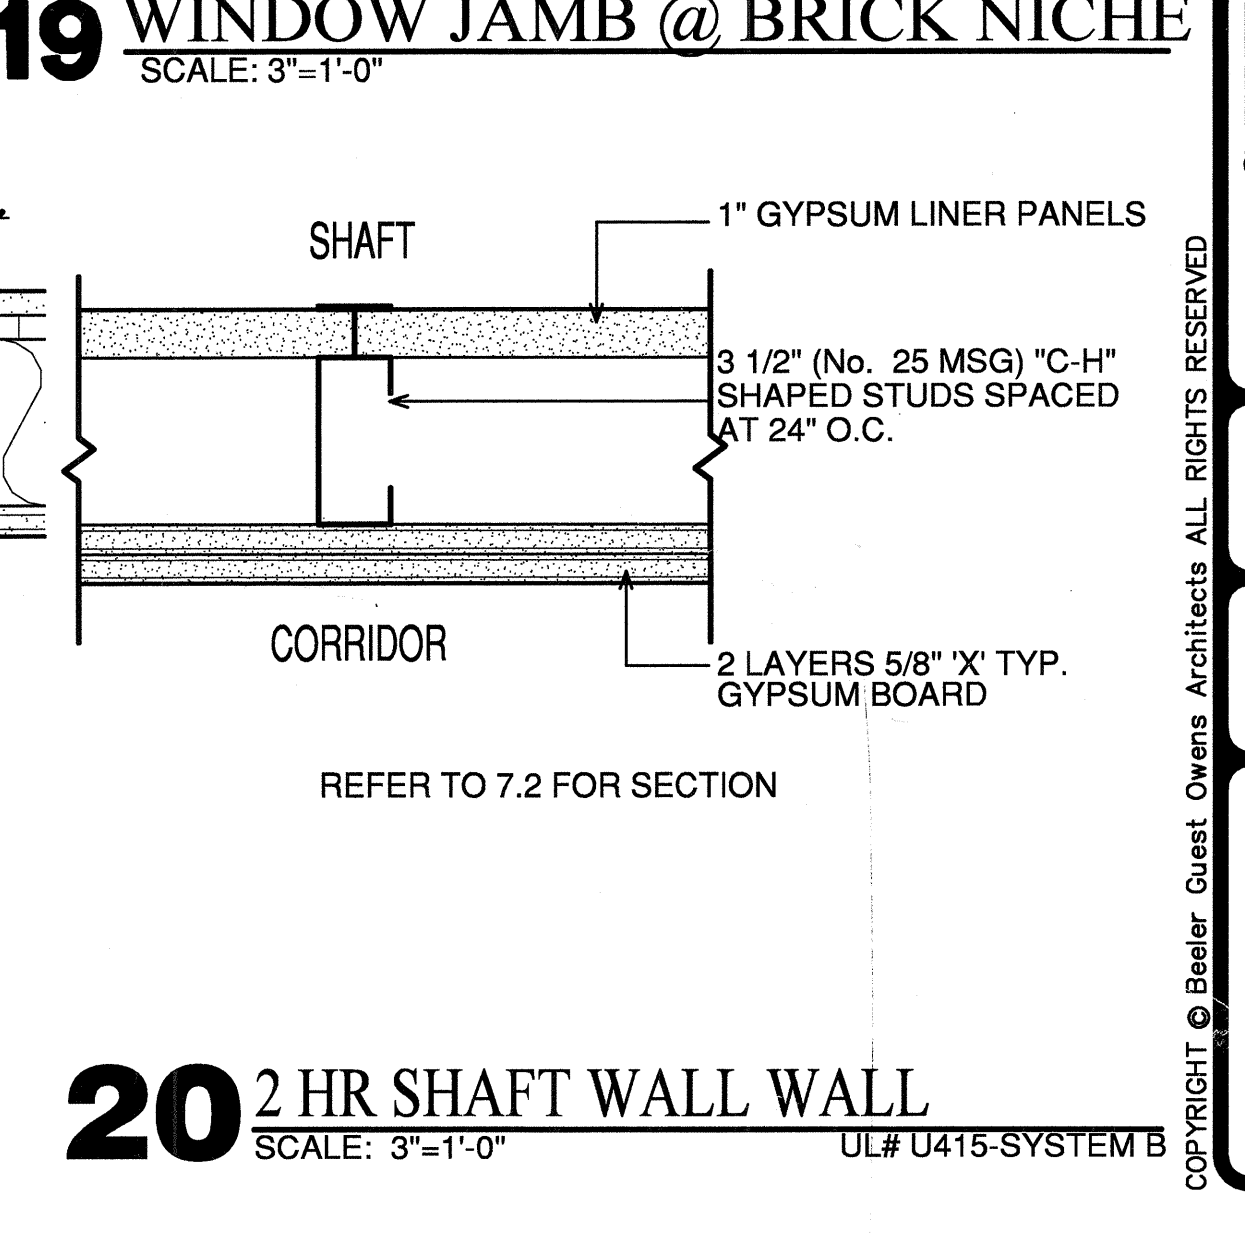 19 WINDOW JAMB @ BRICK NICHE
SCALE: 3"=1'-0"
SHAFT
1" GYPSUM LINER PANELS
3 1/2" (No. 25 MSG) "C-H"
SHAPED STUDS SPACED
AT 24" O.C.
CORRIDOR
2 LAYERS 5/8" 'X' TYP.
GYPSUM BOARD
REFER TO 7.2 FOR SECTION
20 2 HR SHAFT WALL WALL
SCALE: 3"=1'-0" UL# U415-SYSTEM B
COPYRIGHT © Beeler Guest Owens Architects ALL RIGHTS RESERVED